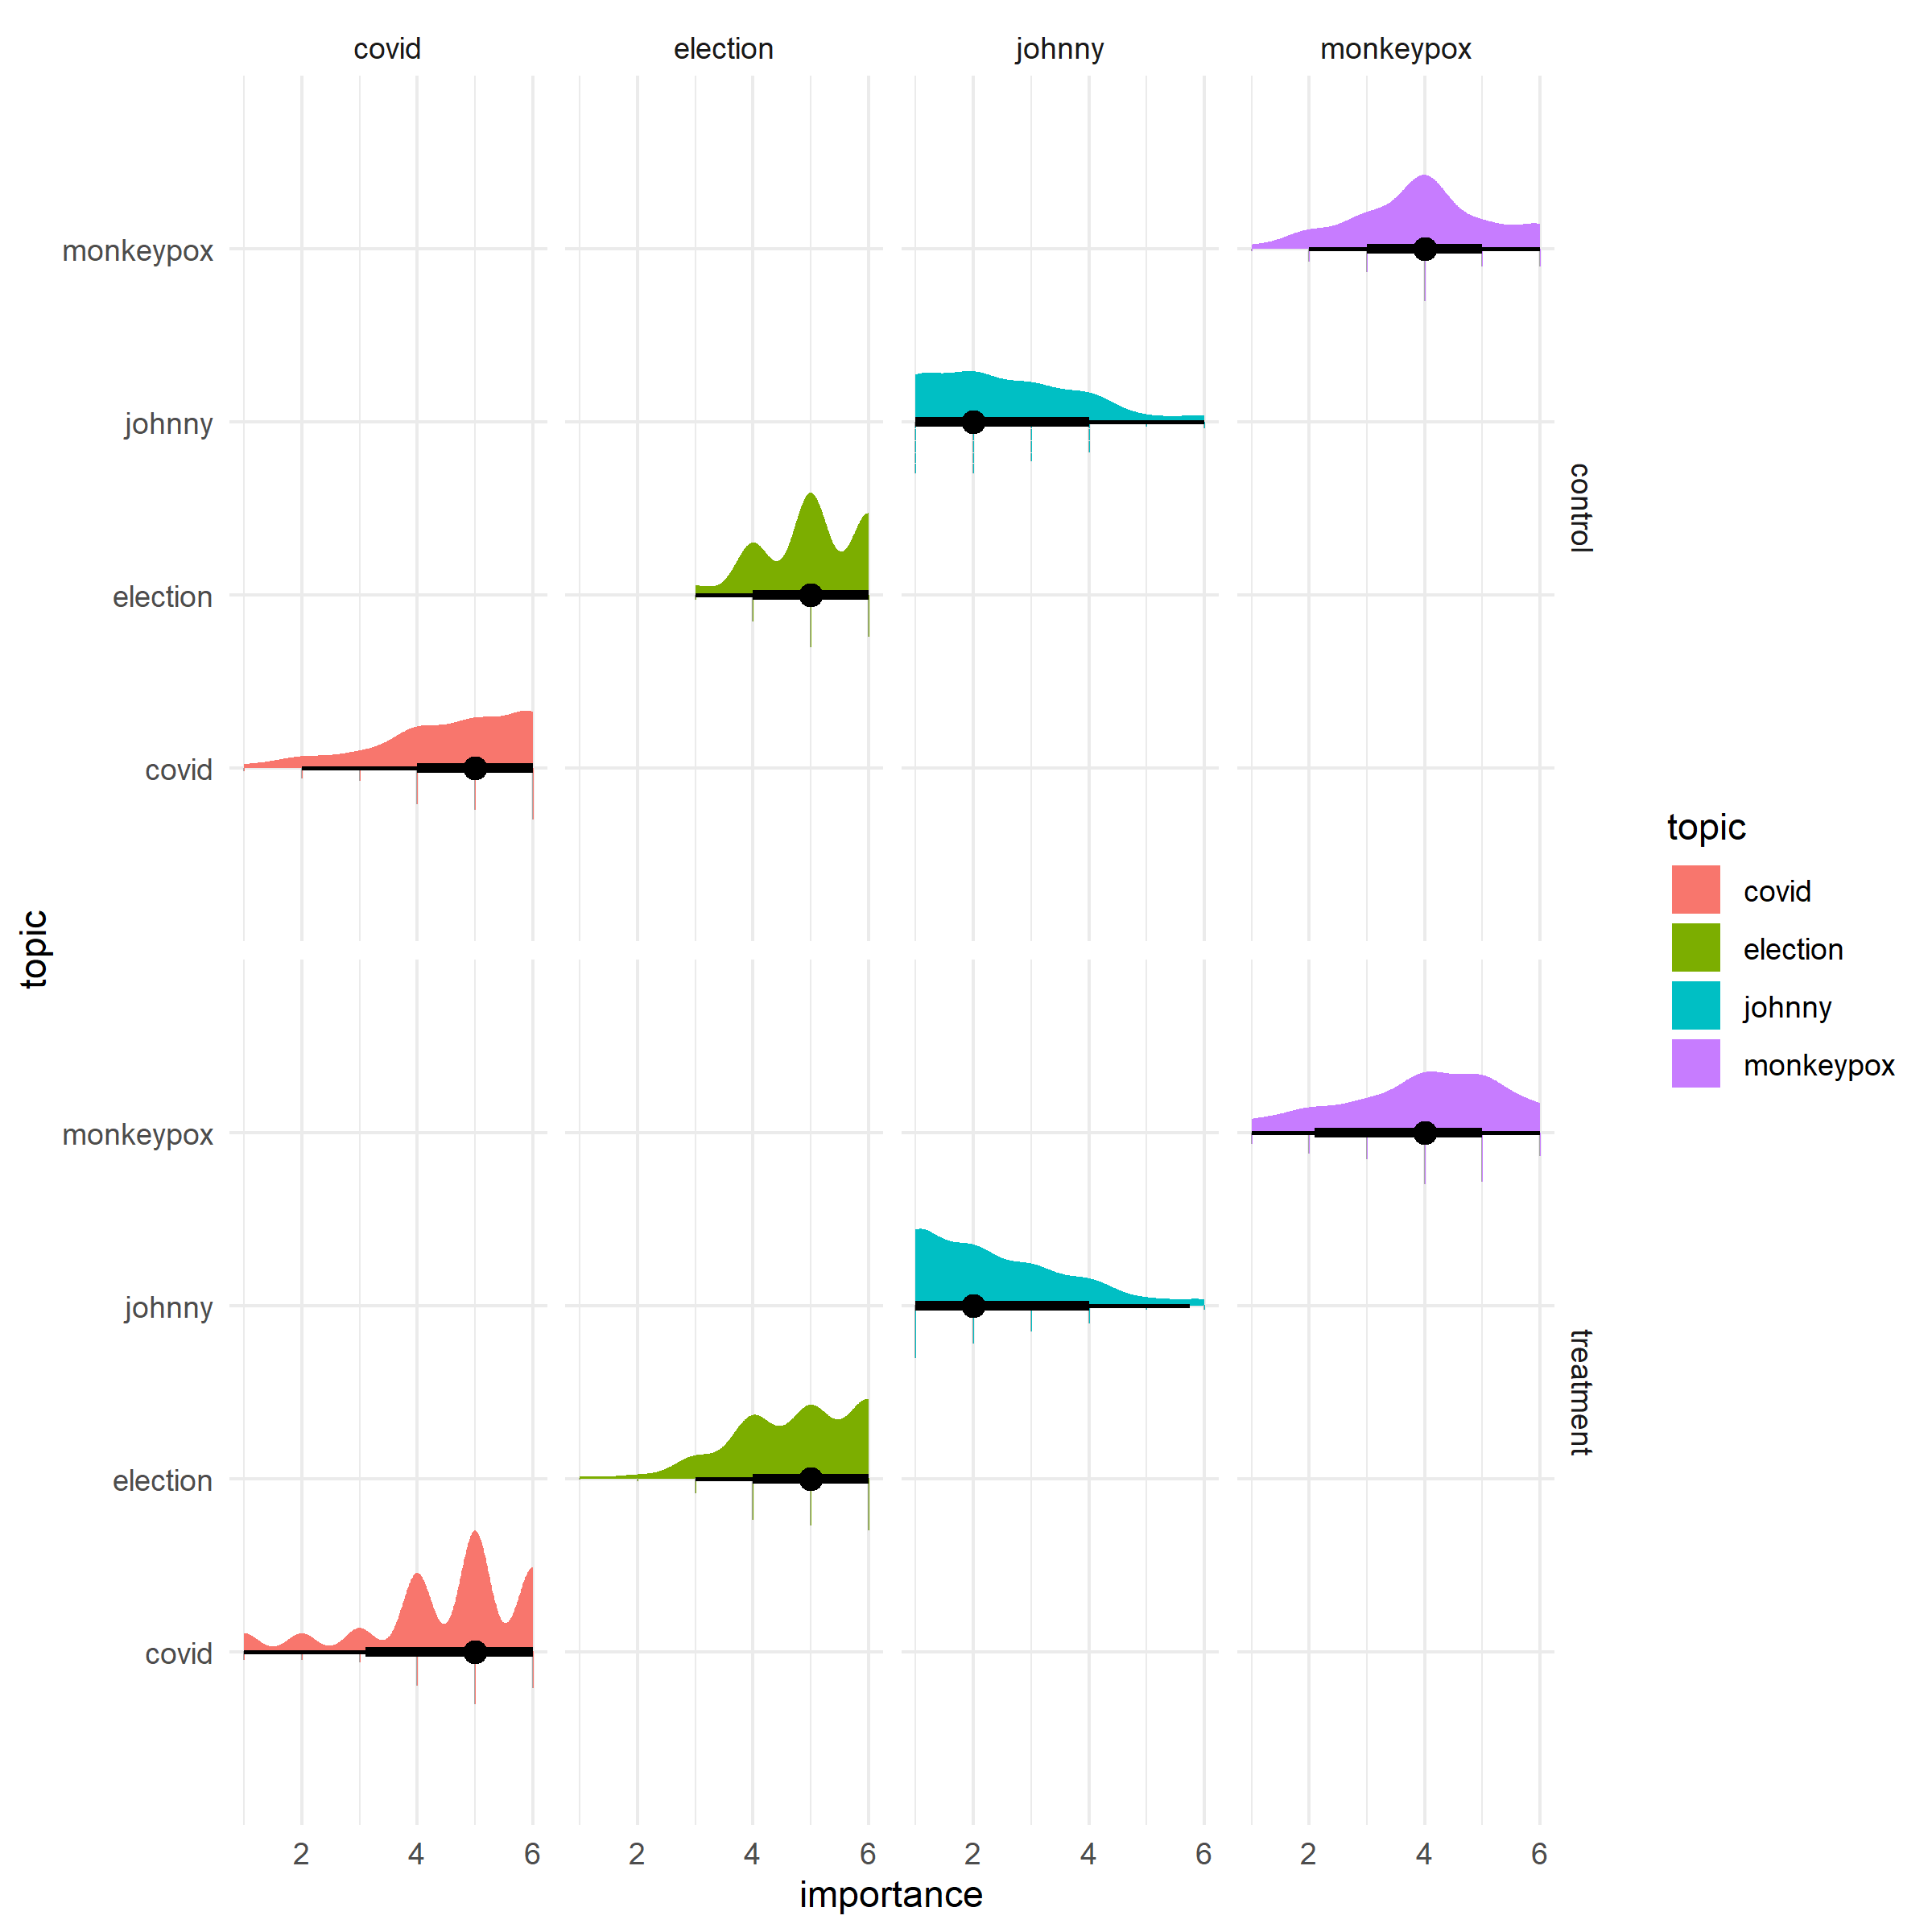 covid election johnny monkeypox
monkeypox
johnny
election
covid
control
topic
monkeypox
johnny
election
covid
treatment
2 4 6 2 4 6 2 4 6 2 4 6
importance
topic
covid
election
johnny
monkeypox